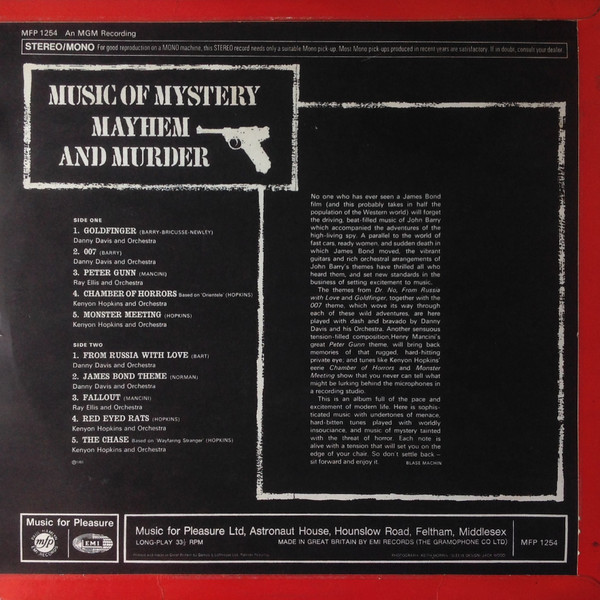 MFP 1254 An MGM Recording
STEREO/MONO For good reproduction on a MONO machine, this STEREO record needs only a suitable Mono pick-up. Most Mono pick-ups produced in recent years are satisfactory. If in doubt, consult your dealer.
MUSIC OF MYSTERY
MAYHEM
AND MURDER
SIDE ONE
1. GOLDFINGER (BARRY-BRICUSSE-NEWLEY)
Danny Davis and Orchestra
2. 007 (BARRY)
Danny Davis and Orchestra
3. PETER GUNN (MANCINI)
Ray Ellis and Orchestra
4. CHAMBER OF HORRORS Based on 'Orientale' (HOPKINS)
Kenyon Hopkins and Orchestra
5. MONSTER MEETING (HOPKINS)
Kenyon Hopkins and Orchestra
SIDE TWO
1. FROM RUSSIA WITH LOVE (BART)
Danny Davis and Orchestra
2. JAMES BOND THEME (NORMAN)
Danny Davis and Orchestra
3. FALLOUT (MANCINI)
Ray Ellis and Orchestra
4. RED EYED RATS (HOPKINS)
Kenyon Hopkins and Orchestra
5. THE CHASE Based on 'Wayfaring Stranger' (HOPKINS)
Kenyon Hopkins and Orchestra
No one who has ever seen a James Bond
film (and this probably takes in half the
population of the Western world) will forget
the driving, beat-filled music of John Barry
which accompanied the adventures of the
high-living spy. A parallel to the world of
fast cars, ready women, and sudden death in
which James Bond moved, the vibrant
guitars and rich orchestral arrangements of
John Barry's themes have thrilled all who
heard them, and set new standards in the
business of setting excitement to music.
The themes from Dr. No, From Russia
with Love and Goldfinger, together with the
007 theme, which wove its way through
each of these wild adventures, are here
played with dash and bravado by Danny
Davis and his Orchestra. Another sensuous
tension-filled composition, Henry Mancini's
great Peter Gunn theme, will bring back
memories of that rugged, hard-hitting
private eye; and tunes like Kenyon Hopkins'
eerie Chamber of Horrors and Monster
Meeting show that you never can tell what
might be lurking behind the microphones in
a recording studio.
This is an album full of the pace and
excitement of modern life. Here is sophis-
ticated music with undertones of menace,
hard-bitten tunes played with worldly
insouciance, and music of mystery tainted
with the threat of horror. Each note is
alive with a tension that will set you on the
edge of your chair. So don't settle back –
sit forward and enjoy it. BLASE MACHIN
Music for Pleasure
mfp
EMI
Music for Pleasure Ltd, Astronaut House, Hounslow Road, Feltham, Middlesex
LONG-PLAY 33⅓ RPM MADE IN GREAT BRITAIN BY EMI RECORDS (THE GRAMOPHONE CO LTD)
MFP 1254